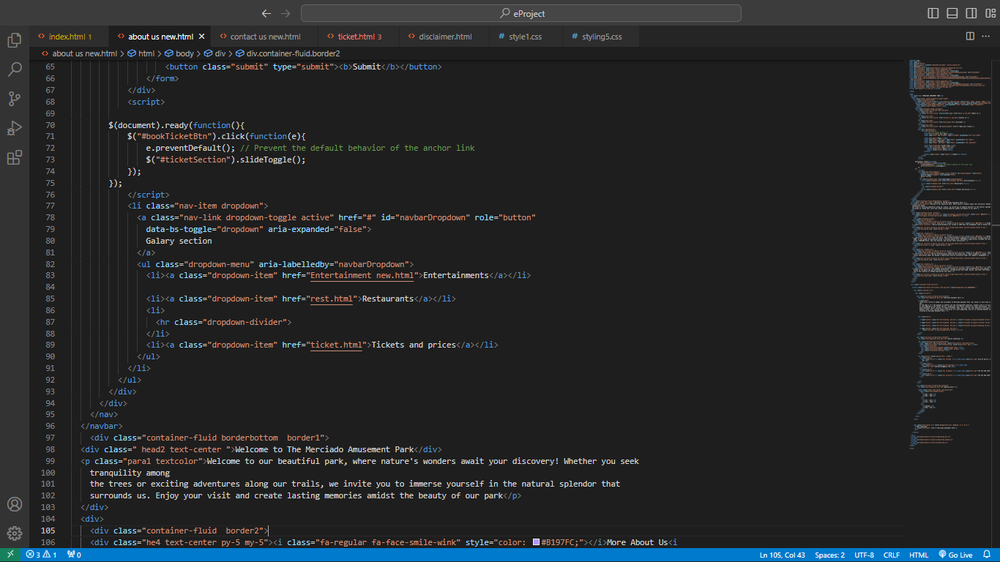 eProject
index.html 1
about us new.html
contact us new.html
ticket.html 3
disclaimer.html
style1.css
styling5.css
about us new.html > html > body > div > div.container-fluid.border2
65 <button class="submit" type="submit"><b>Submit</b></button>
66 </form>
67 </div>
68 <script>
69
70 $(document).ready(function(){
71 $("#bookTicketBtn").click(function(e){
72 e.preventDefault(); // Prevent the default behavior of the anchor link
73 $("#ticketSection").slideToggle();
74 });
75 });
76 </script>
77 <li class="nav-item dropdown">
78 <a class="nav-link dropdown-toggle active" href="#" id="navbarDropdown" role="button"
79 data-bs-toggle="dropdown" aria-expanded="false">
80 Galary section
81 </a>
82 <ul class="dropdown-menu" aria-labelledby="navbarDropdown">
83 <li><a class="dropdown-item" href="Entertainment new.html">Entertainments</a></li>
84
85 <li><a class="dropdown-item" href="rest.html">Restaurants</a></li>
86 <li>
87 <hr class="dropdown-divider">
88 </li>
89 <li><a class="dropdown-item" href="ticket.html">Tickets and prices</a></li>
90 </ul>
91 </li>
92 </ul>
93 </div>
94 </div>
95 </nav>
96 </navbar>
97 <div class="container-fluid borderbottom  border1">
98 <div class=" head2 text-center ">Welcome to The Merciado Amusement Park</div>
99 <p class="para1 textcolor">Welcome to our beautiful park, where nature's wonders await your discovery! Whether you seek
100 tranquility among
101 the trees or exciting adventures along our trails, we invite you to immerse yourself in the natural splendor that
102 surrounds us. Enjoy your visit and create lasting memories amidst the beauty of our park</p>
103 </div>
104 <div>
105 <div class="container-fluid  border2">
106 <div class="he4 text-center py-5 my-5"><i class="fa-regular fa-face-smile-wink" style="color: #B197FC;"></i>More About Us<i
3 1 0
Ln 105, Col 43 Spaces: 2 UTF-8 CRLF HTML Go Live